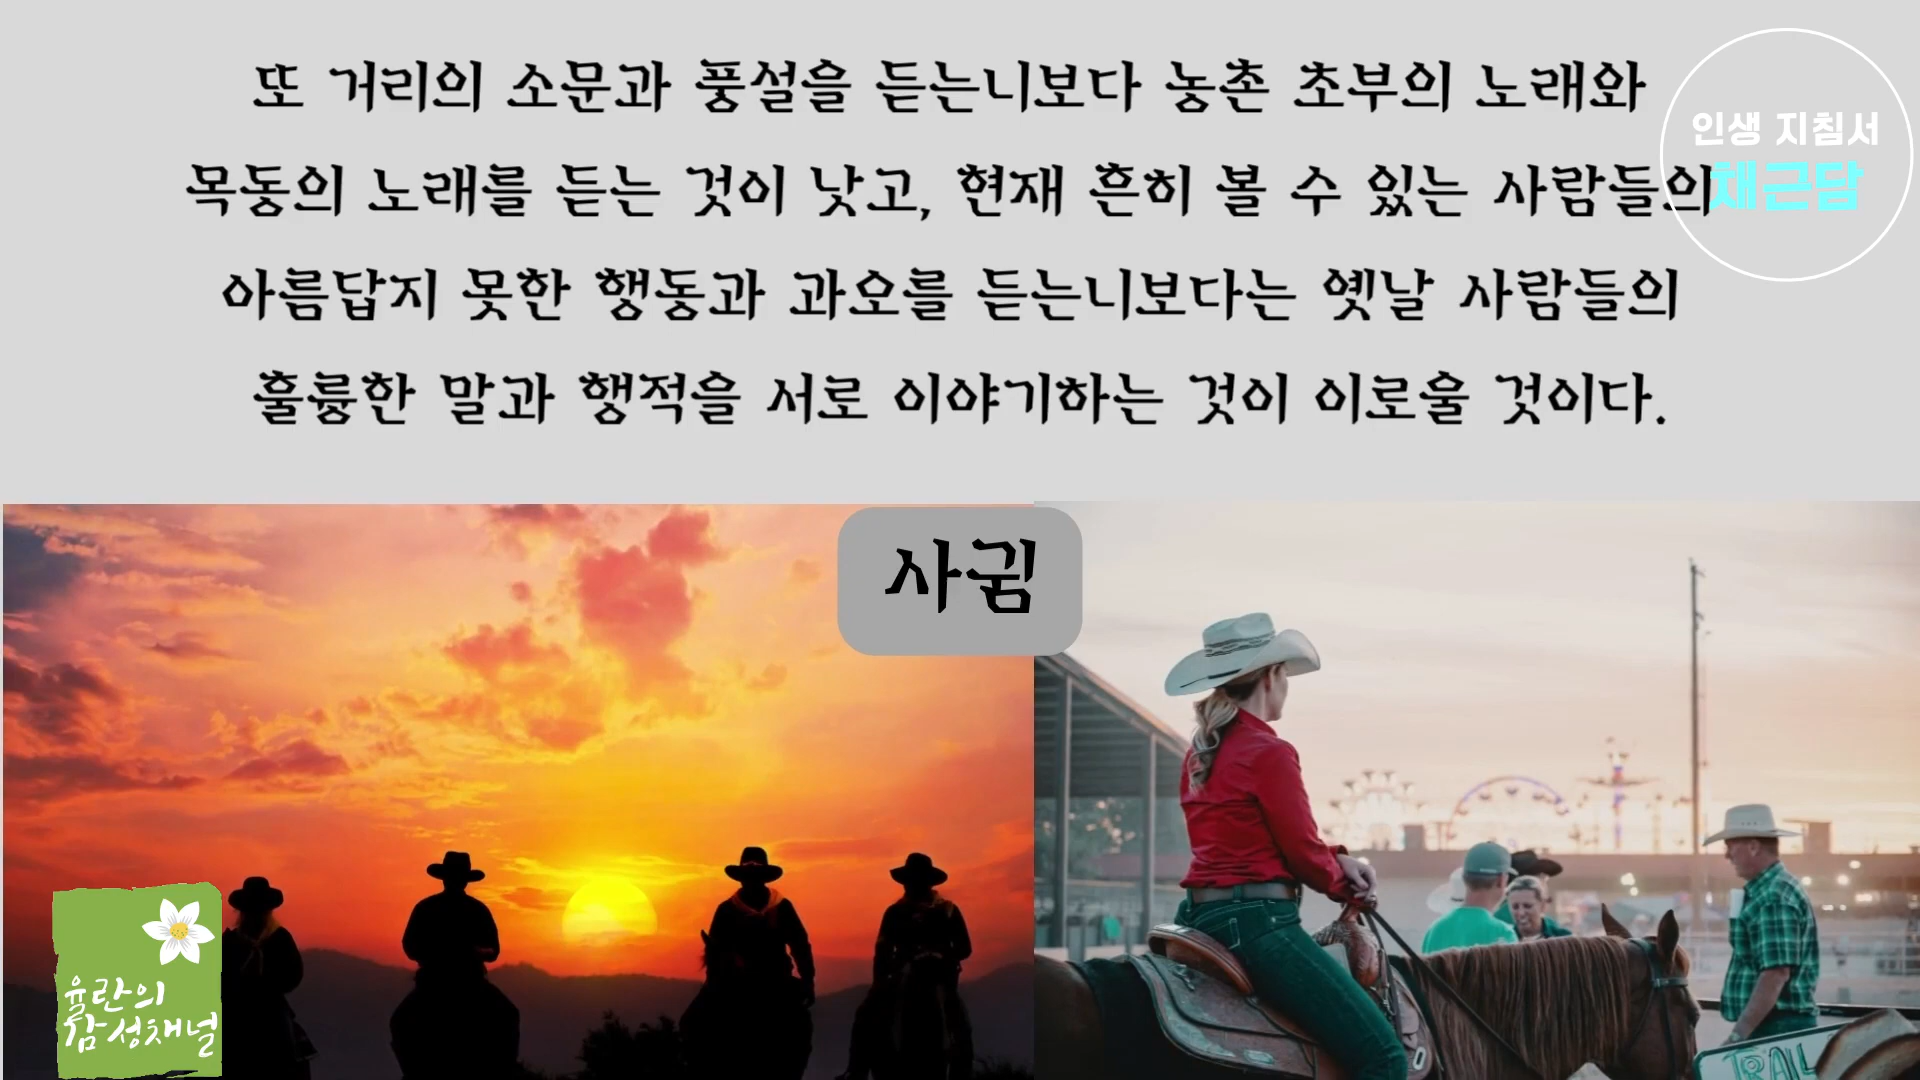 또 거리의 소문과 풍설을 듣는니보다 농촌 초부의 노래와
목동의 노래를 듣는 것이 낫고, 현재 흔히 볼 수 있는 사람들의
아름답지 못한 행동과 과오를 듣는니보다는 옛날 사람들의
훌륭한 말과 행적을 서로 이야기하는 것이 이로울 것이다.
인생 지침서
채근담
사귐
율란의
감성채널
TRAIL